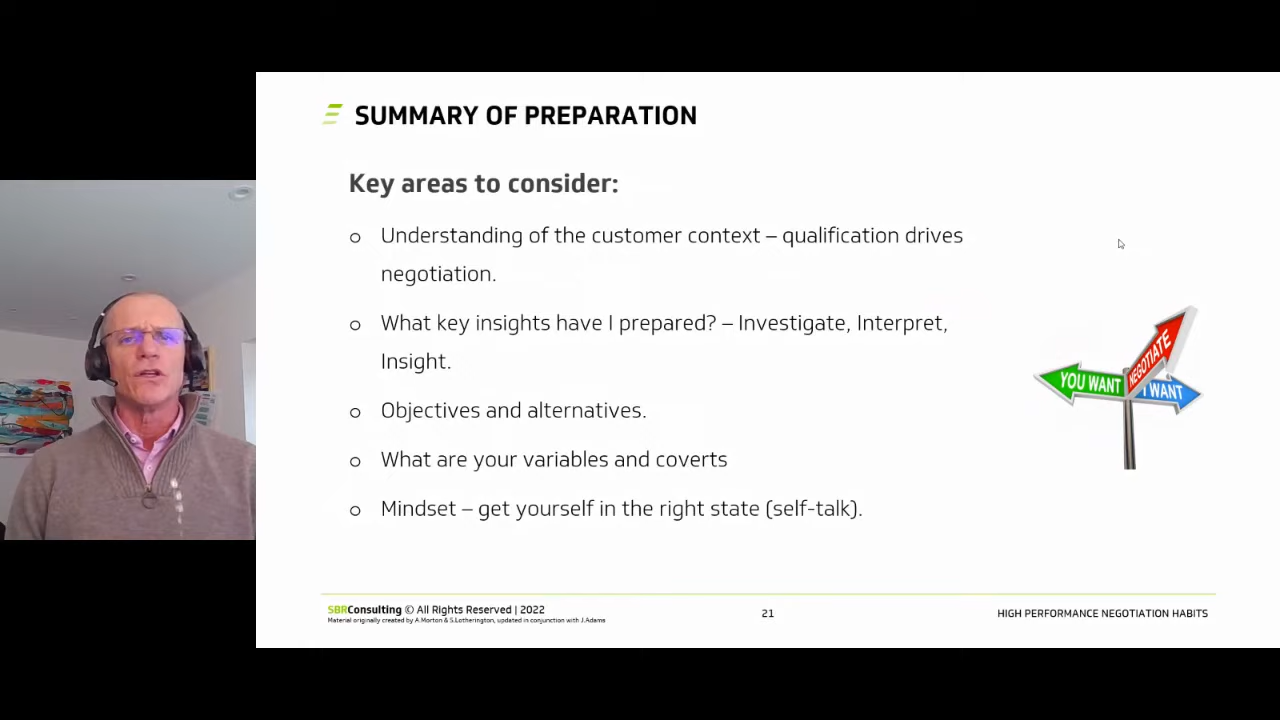 SUMMARY OF PREPARATION
Key areas to consider:
o Understanding of the customer context – qualification drives
negotiation.
o What key insights have I prepared? – Investigate, Interpret,
Insight.
o Objectives and alternatives.
o What are your variables and coverts
o Mindset – get yourself in the right state (self-talk).
YOU WANT
NEGOTIATE
I WANT
SBRConsulting © All Rights Reserved | 2022
Material originally created by A.Morton & S.Lotherington, updated in conjunction with J.Adams
21
HIGH PERFORMANCE NEGOTIATION HABITS